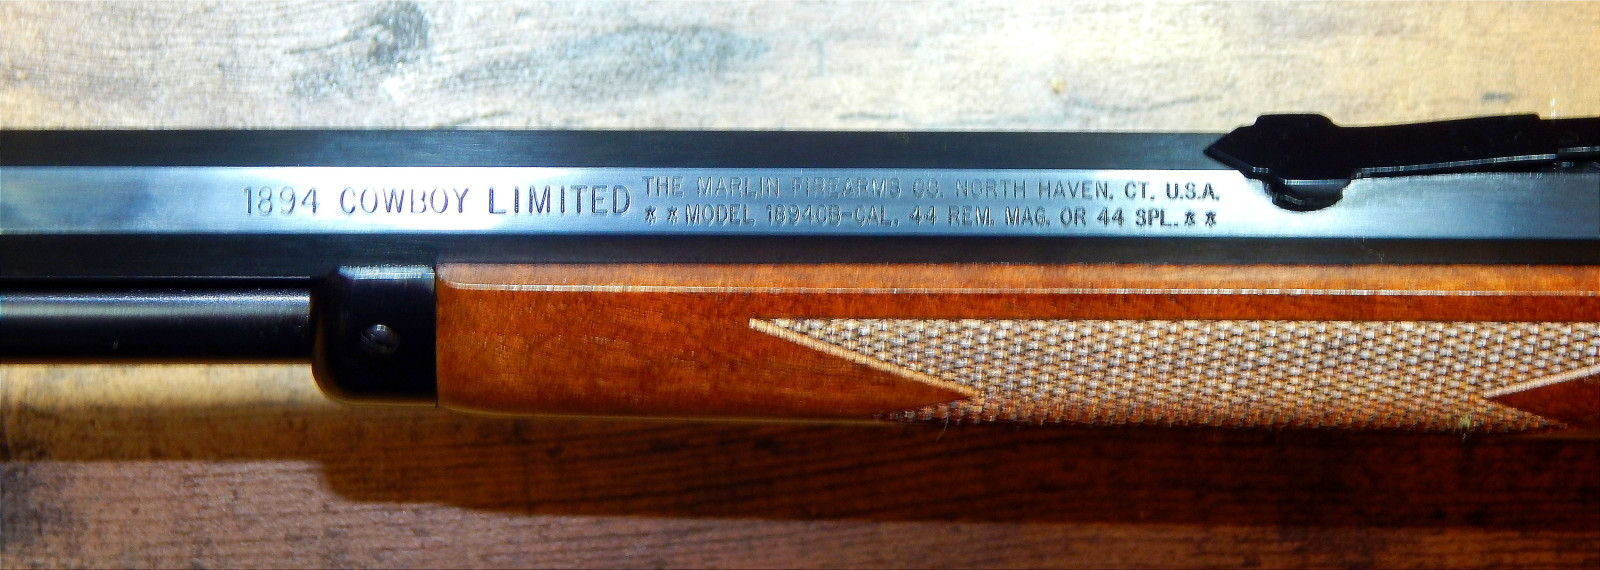 1894 COWBOY LIMITED
THE MARLIN FIREARMS CO. NORTH HAVEN, CT. U.S.A.
**MODEL 1894CB-CAL. 44 REM. MAG. OR 44 SPL.**